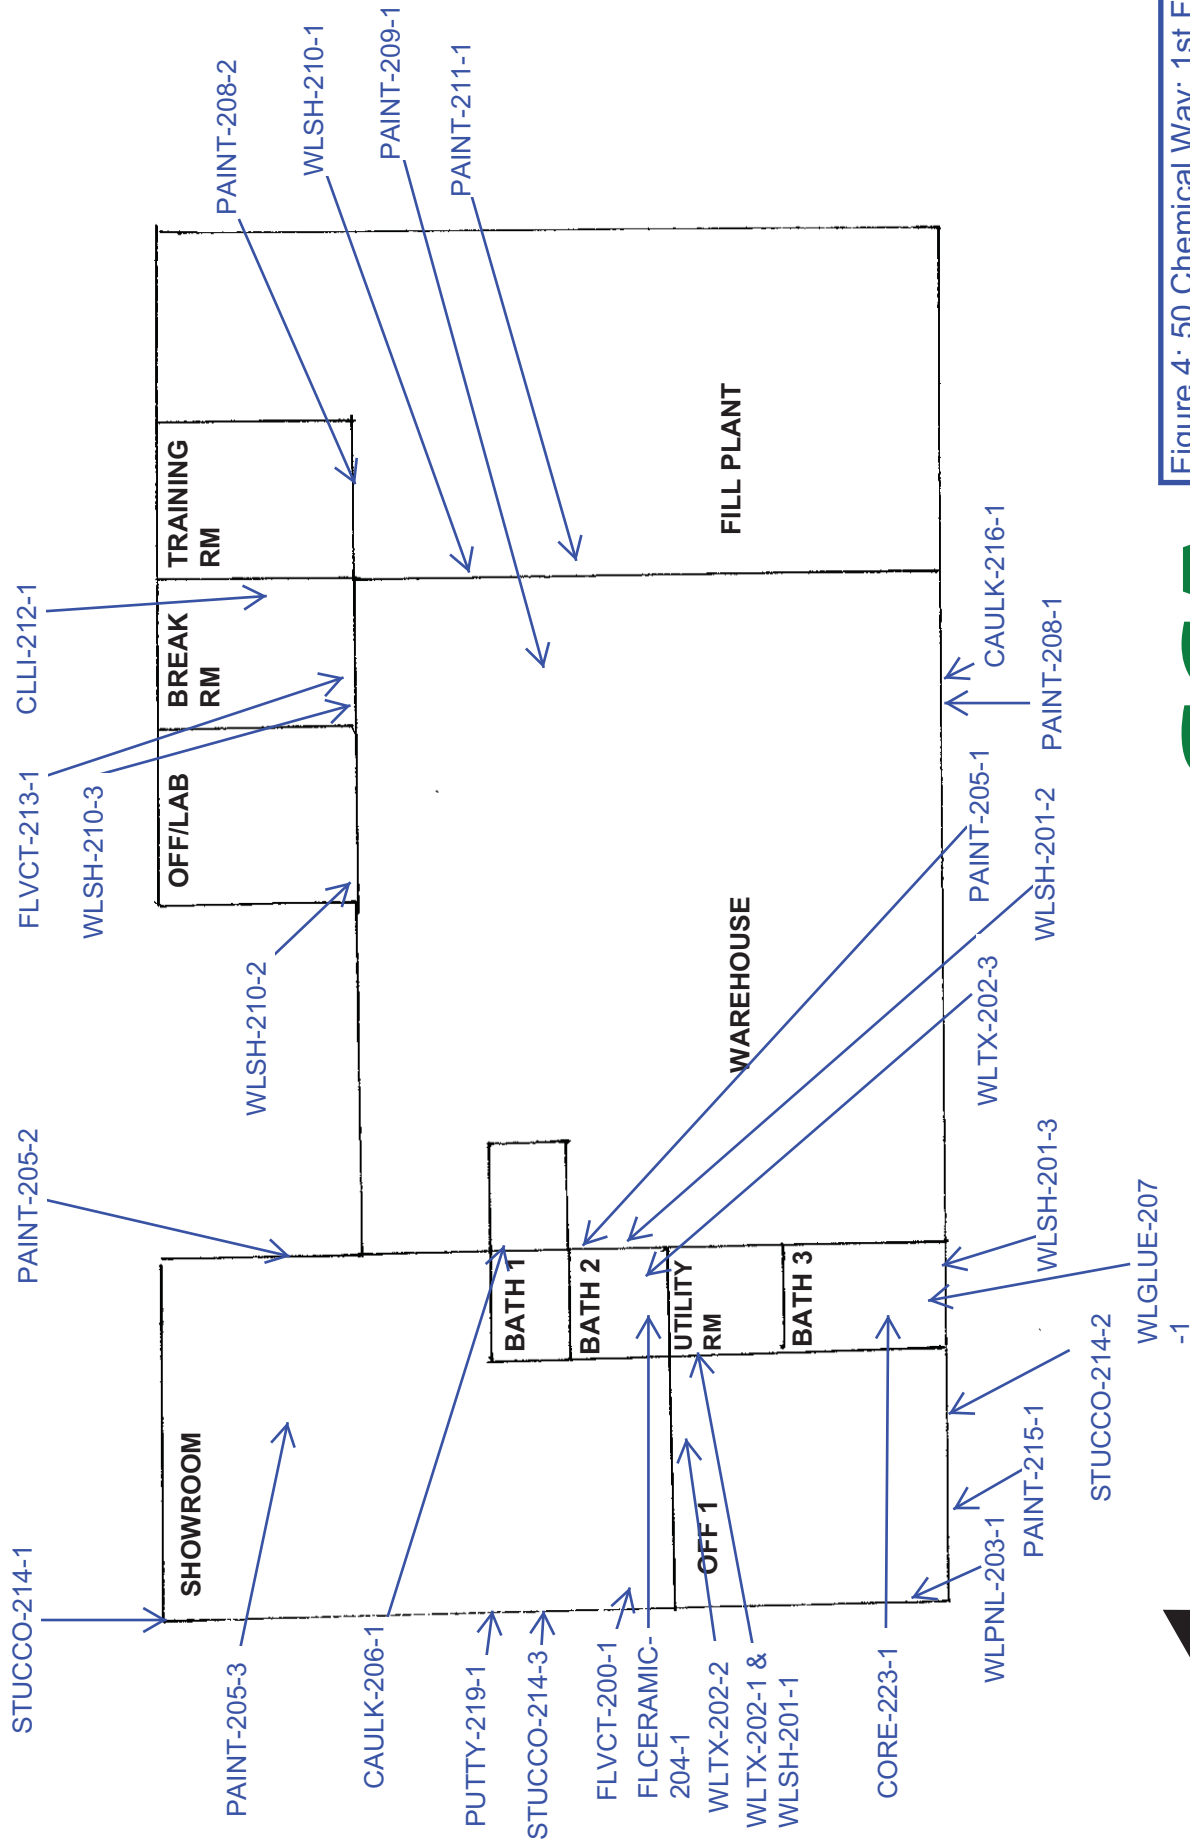 STUCCO-214-1
PAINT-205-2
FLVCT-213-1
CLLI-212-1
WLSH-210-3
SHOWROOM
OFF/LAB
BREAK
RM
TRAINING
RM
PAINT-208-2
PAINT-205-3
WLSH-210-2
WLSH-210-1
CAULK-206-1
PAINT-209-1
PAINT-211-1
PUTTY-219-1
BATH 1
STUCCO-214-3
BATH 2
FLVCT-200-1
FLCERAMIC-
204-1
UTILITY
RM
OFF 1
WLTX-202-2
WAREHOUSE
FILL PLANT
WLTX-202-1 &
WLSH-201-1
BATH 3
CORE-223-1
PAINT-205-1
WLTX-202-3
CAULK-216-1
WLPNL-203-1
PAINT-215-1
WLSH-201-3
WLSH-201-2
PAINT-208-1
STUCCO-214-2
WLGLUE-207
-1
Figure 4: 50 Chemical Way: 1st